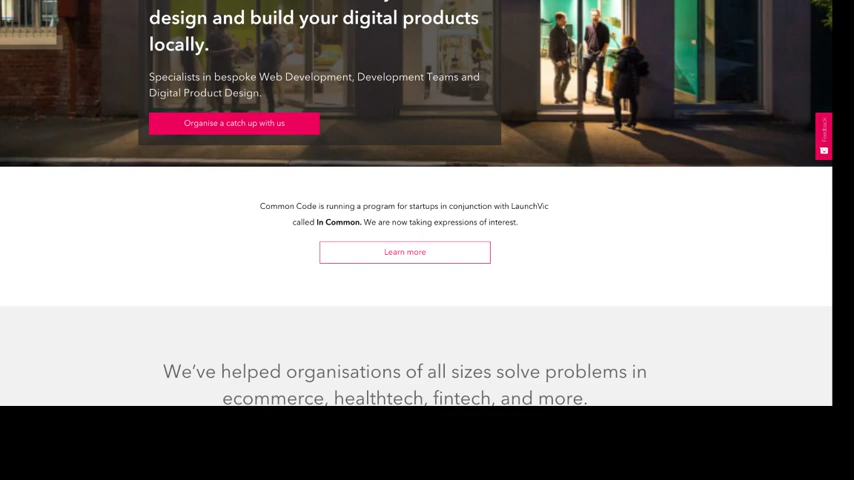 design and build your digital products
locally.
Specialists in bespoke Web Development, Development Teams and
Digital Product Design.
Organise a catch up with us
Feedback
Common Code is running a program for startups in conjunction with LaunchVic
called In Common. We are now taking expressions of interest.
Learn more
We've helped organisations of all sizes solve problems in
ecommerce, healthtech, fintech, and more.